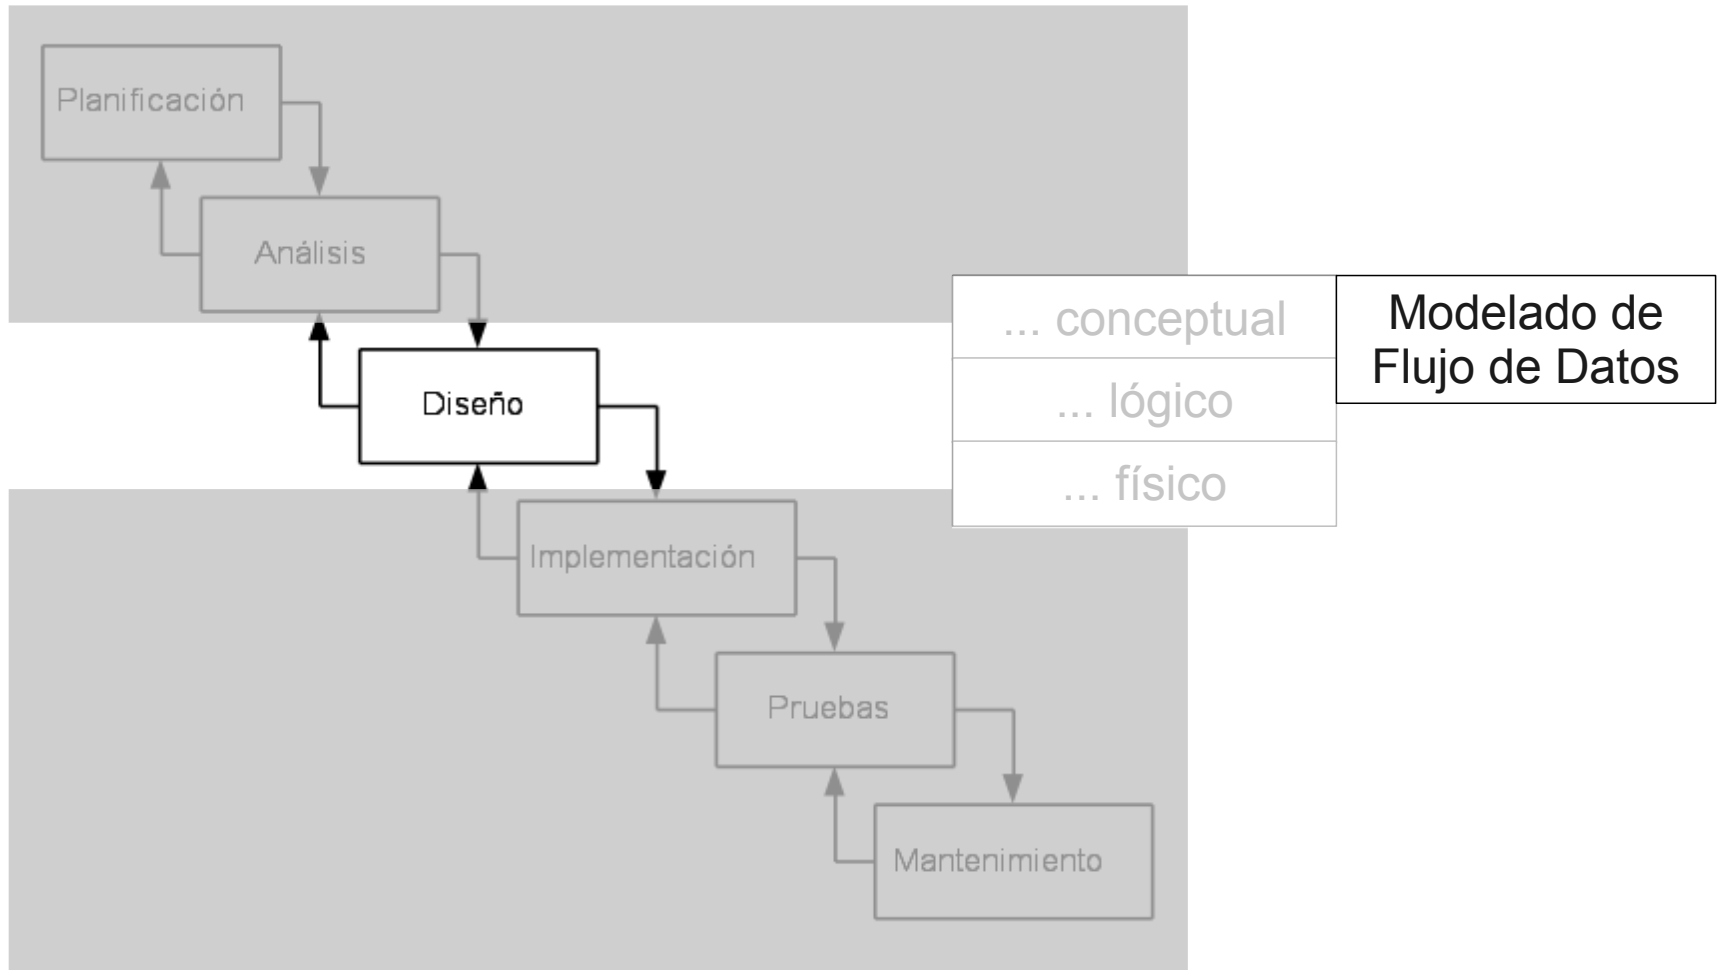 Planificación
Análisis
... conceptual
Modelado de
Flujo de Datos
Diseño
... lógico
... físico
Implementación
Pruebas
Mantenimiento